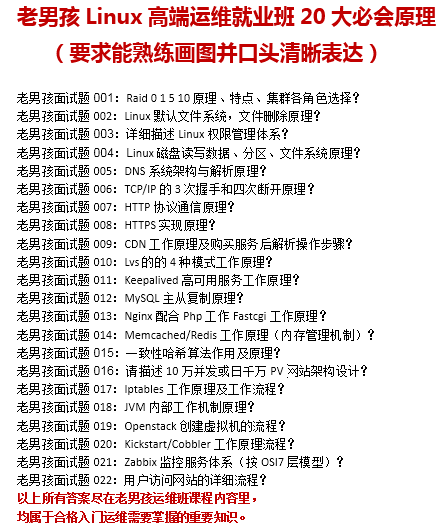 老男孩Linux高端运维就业班20大必会原理
（要求能熟练画图并口头清晰表达）
老男孩面试题 001：Raid 0 1 5 10 原理、特点、集群各角色选择？
老男孩面试题 002：Linux 默认文件系统，文件删除原理？
老男孩面试题 003：详细描述 Linux 权限管理体系？
老男孩面试题 004：Linux 磁盘读写数据、分区、文件系统原理？
老男孩面试题 005：DNS 系统架构与解析原理？
老男孩面试题 006：TCP/IP 的 3 次握手和四次断开原理？
老男孩面试题 007：HTTP 协议通信原理？
老男孩面试题 008：HTTPS 实现原理？
老男孩面试题 009：CDN 工作原理及购买服务后解析操作步骤？
老男孩面试题 010：Lvs 的的 4 种模式工作原理？
老男孩面试题 011：Keepalived 高可用服务工作原理？
老男孩面试题 012：MySQL 主从复制原理？
老男孩面试题 013：Nginx 配合 Php 工作 Fastcgi 工作原理？
老男孩面试题 014：Memcached/Redis 工作原理（内存管理机制）？
老男孩面试题 015：一致性哈希算法作用及原理？
老男孩面试题 016：请描述 10 万并发或日千万 PV 网站架构设计？
老男孩面试题 017：Iptables 工作原理及工作流程？
老男孩面试题 018：JVM 内部工作机制原理？
老男孩面试题 019：Openstack 创建虚拟机的流程？
老男孩面试题 020：Kickstart/Cobbler 工作原理流程？
老男孩面试题 021：Zabbix 监控服务体系（按 OSI7 层模型）？
老男孩面试题 022：用户访问网站的详细流程？
以上所有答案尽在老男孩运维班课程内容里，
均属于合格入门运维需要掌握的重要知识。